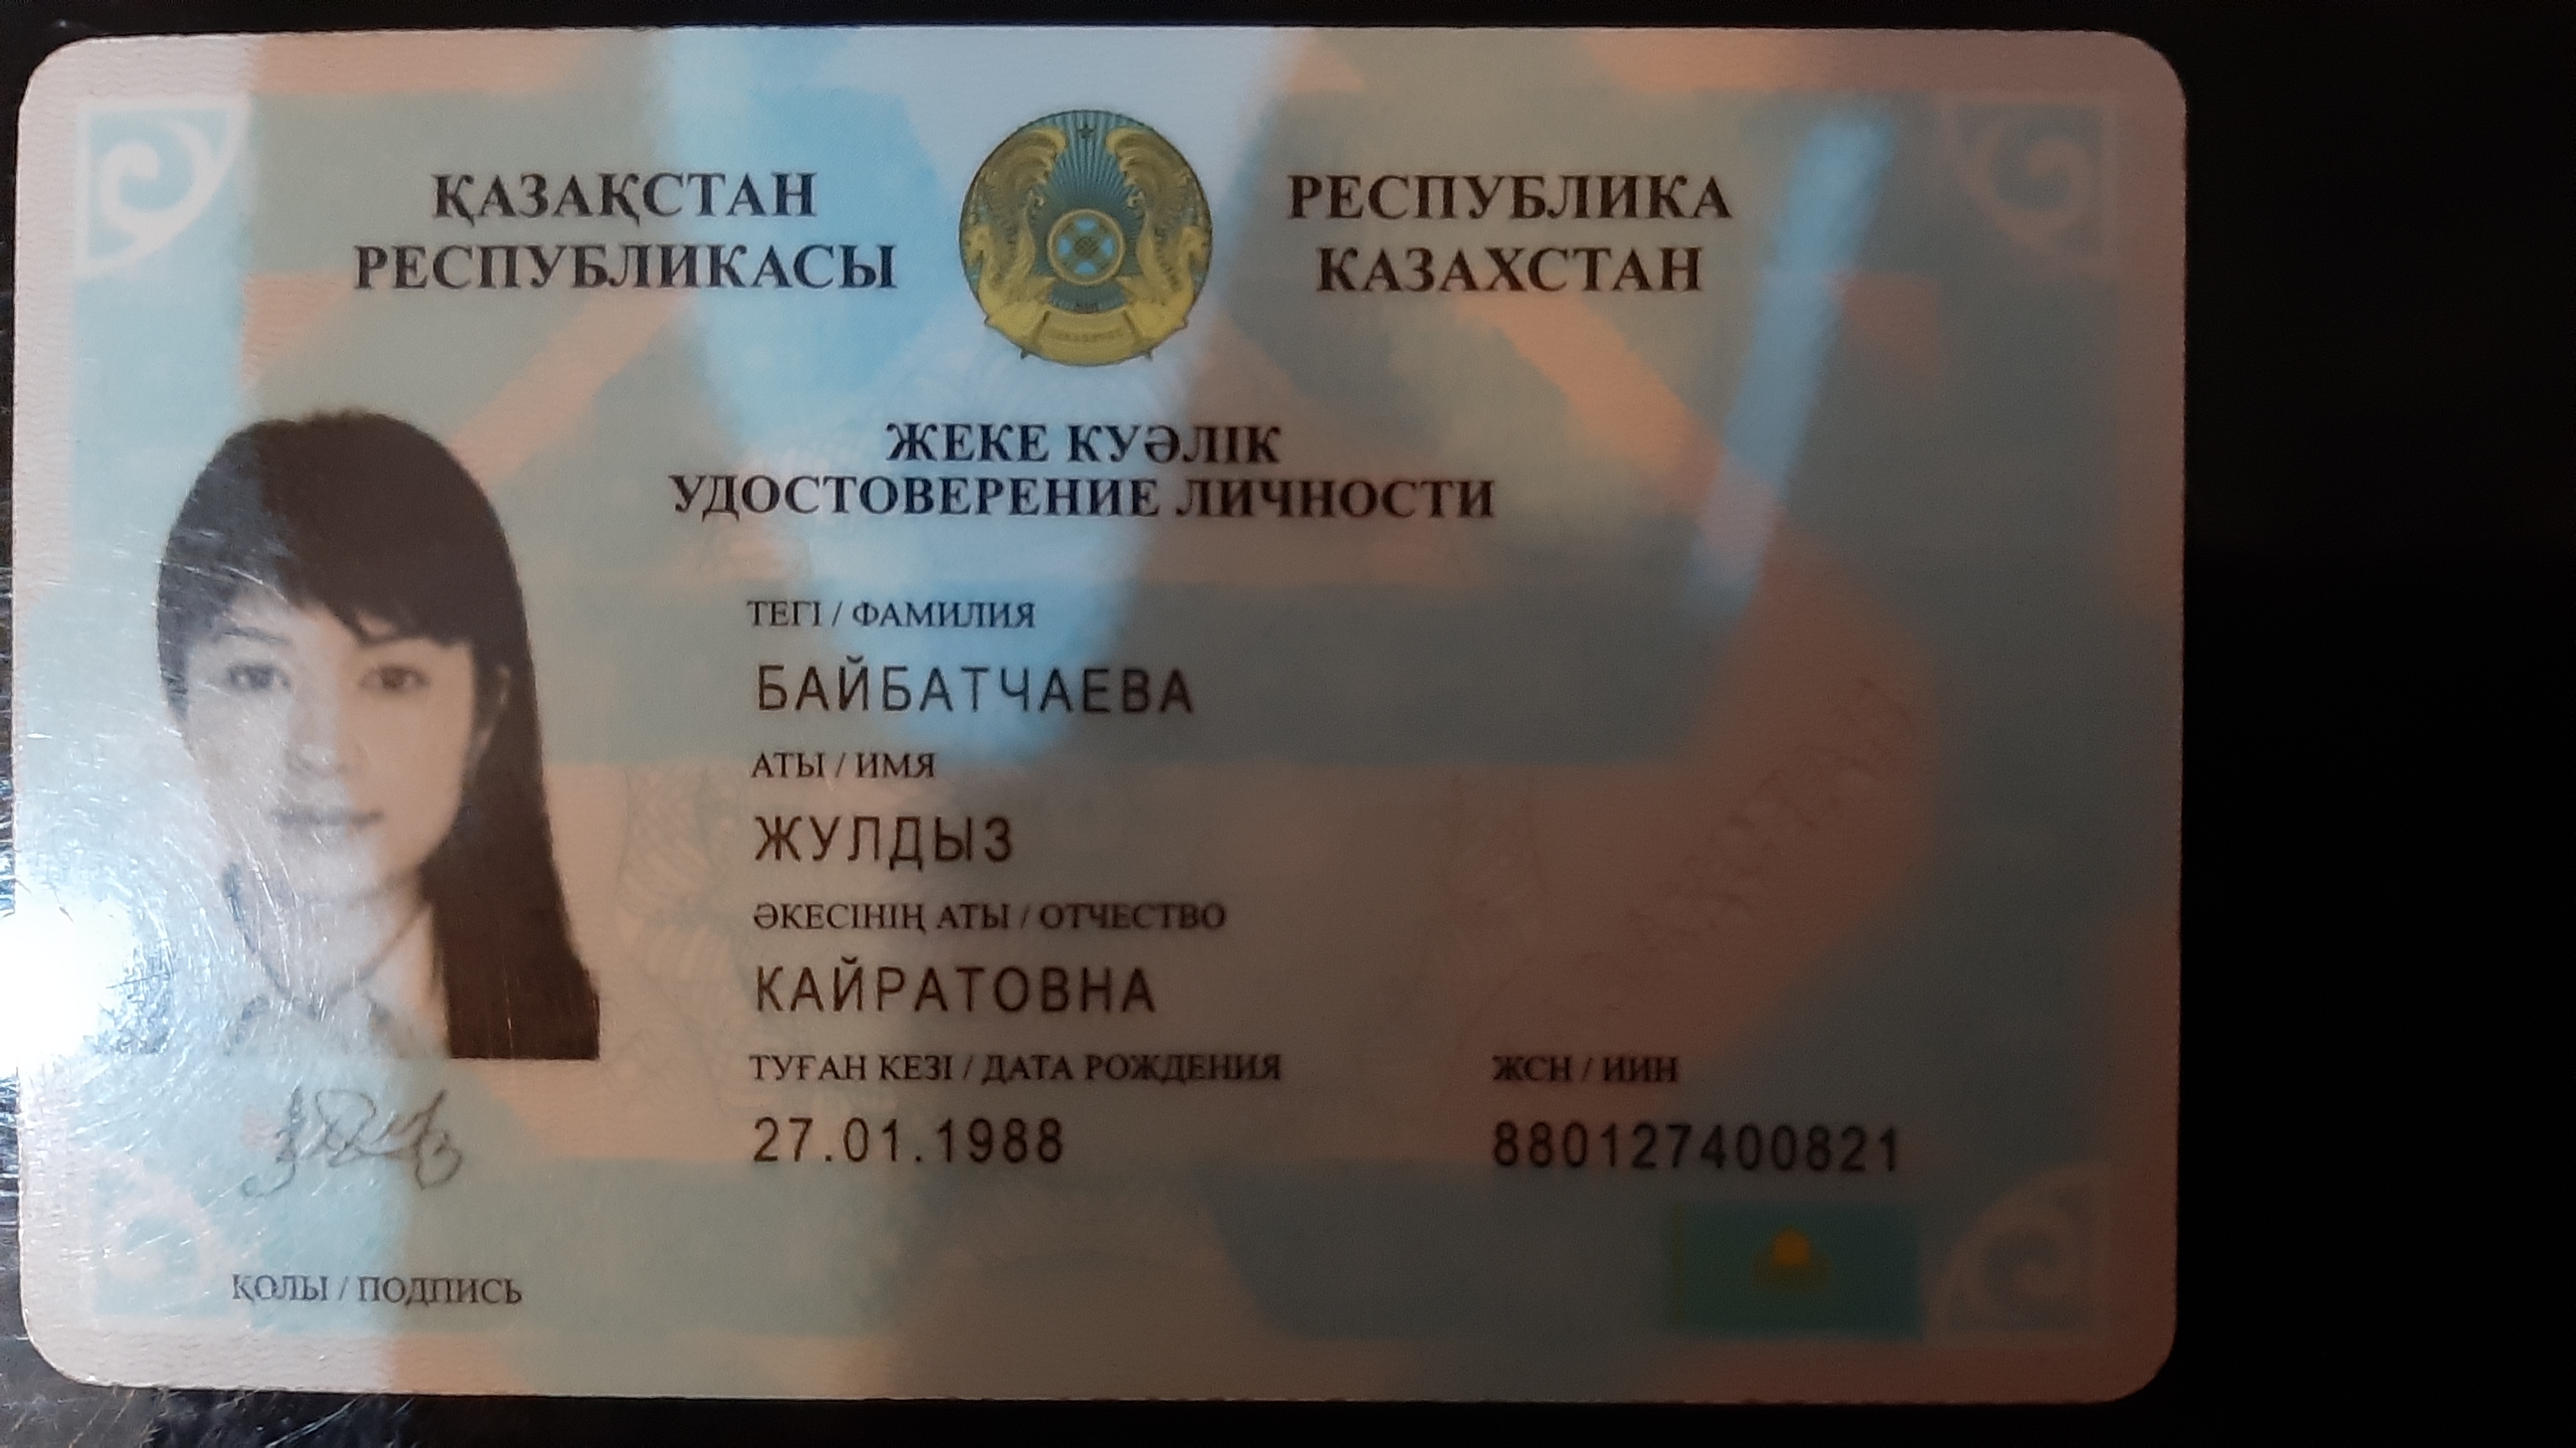 ҚАЗАҚСТАН
РЕСПУБЛИКАСЫ
РЕСПУБЛИКА
КАЗАХСТАН
ЖЕКЕ КУӘЛІК
УДОСТОВЕРЕНИЕ ЛИЧНОСТИ
ТЕГІ / ФАМИЛИЯ
БАЙБАТЧАЕВА
АТЫ / ИМЯ
ЖУЛДЫЗ
ӘКЕСІНІҢ АТЫ / ОТЧЕСТВО
КАЙРАТОВНА
ТУҒАН КЕЗІ / ДАТА РОЖДЕНИЯ
27.01.1988
ЖСН / ИИН
880127400821
ҚОЛЫ / ПОДПИСЬ